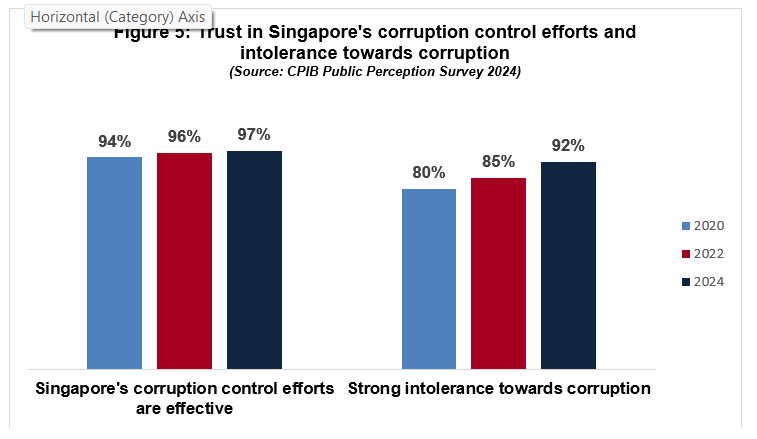 Horizontal (Category) Axis
Figure 5: Trust in Singapore's corruption control efforts and
intolerance towards corruption
(Source: CPIB Public Perception Survey 2024)
94%
96%
97%
80%
85%
92%
2020
2022
2024
Singapore's corruption control efforts
are effective
Strong intolerance towards corruption